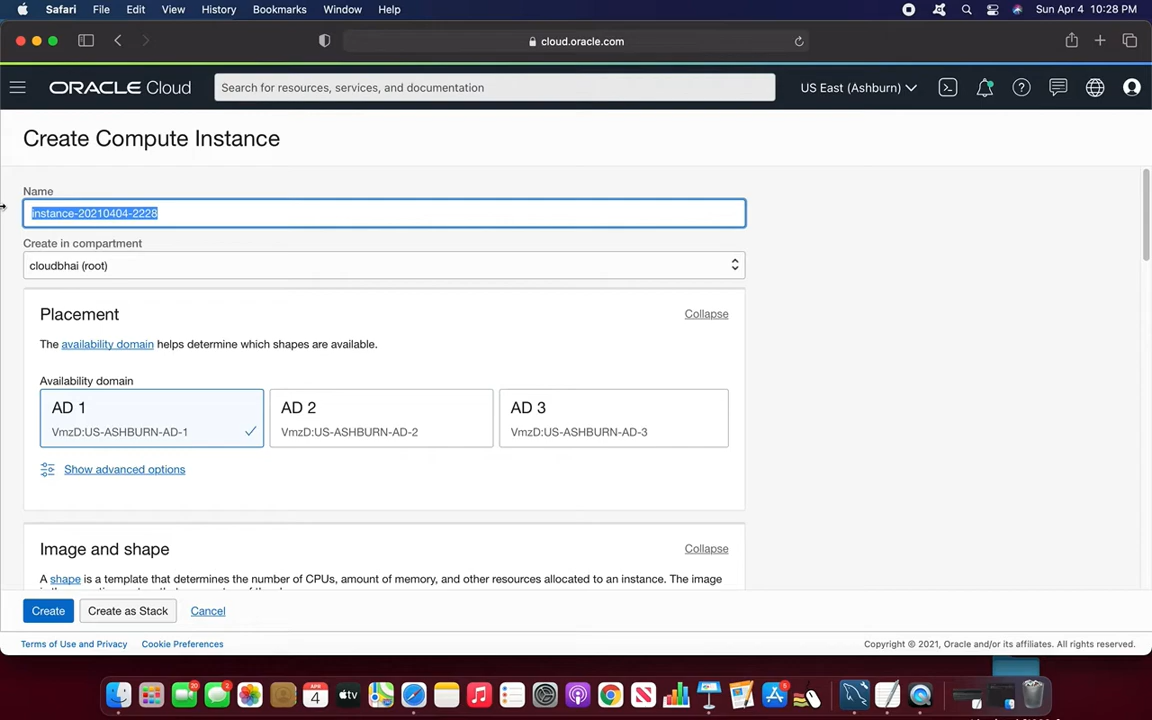 Safari File Edit View History Bookmarks Window Help Sun Apr 4 10:28 PM
cloud.oracle.com
ORACLE Cloud Search for resources, services, and documentation US East (Ashburn)
Create Compute Instance
Name
instance-20210404-2228
Create in compartment
cloudbhai (root)
Placement Collapse
The availability domain helps determine which shapes are available.
Availability domain
AD 1 AD 2 AD 3
VmzD:US-ASHBURN-AD-1 VmzD:US-ASHBURN-AD-2 VmzD:US-ASHBURN-AD-3
Show advanced options
Image and shape Collapse
A shape is a template that determines the number of CPUs, amount of memory, and other resources allocated to an instance. The image
Create Create as Stack Cancel
Terms of Use and Privacy Cookie Preferences Copyright © 2021, Oracle and/or its affiliates. All rights reserved.